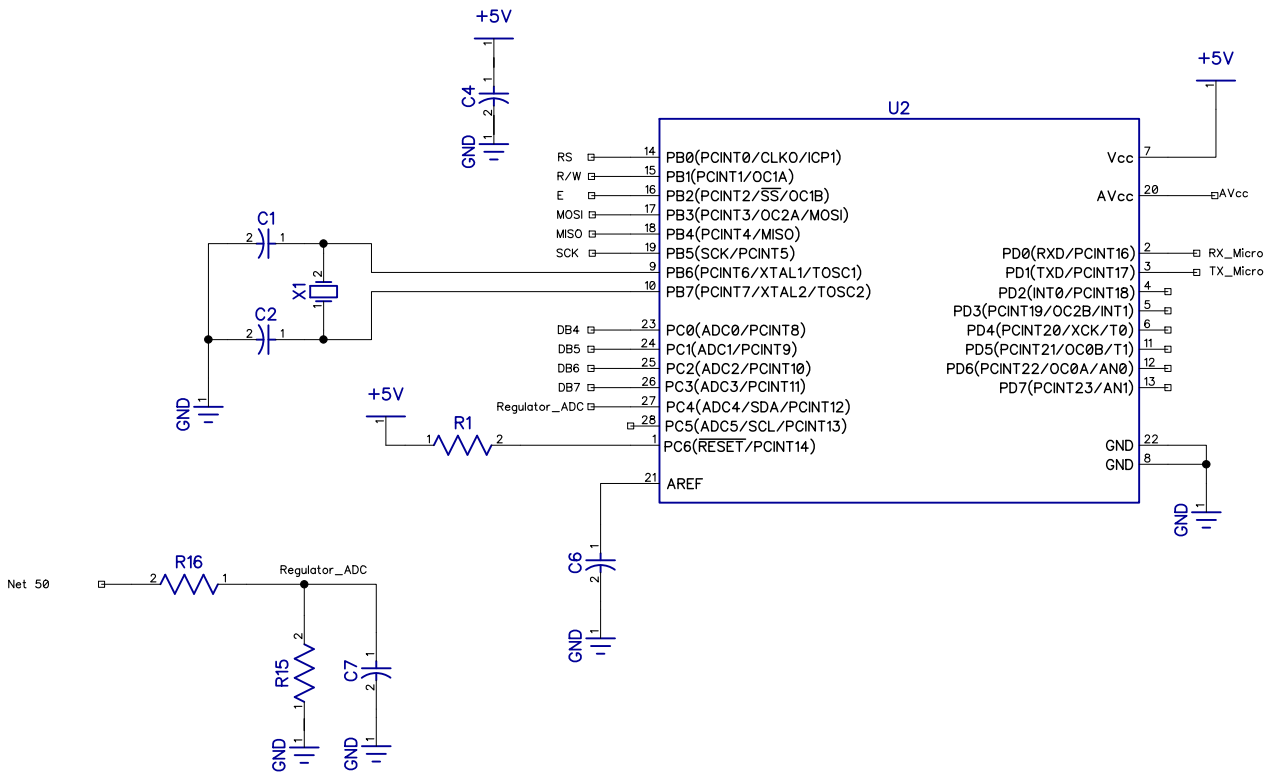 +5V
1
1
C4
2
1
GND
+5V
1
U2
RS 14 PB0(PCINT0/CLKO/ICP1)
R/W 15 PB1(PCINT1/OC1A)
E 16 PB2(PCINT2/SS/OC1B)
MOSI 17 PB3(PCINT3/OC2A/MOSI)
MISO 18 PB4(PCINT4/MISO)
SCK 19 PB5(SCK/PCINT5)
9 PB6(PCINT6/XTAL1/TOSC1)
10 PB7(PCINT7/XTAL2/TOSC2)
DB4 23 PC0(ADC0/PCINT8)
DB5 24 PC1(ADC1/PCINT9)
DB6 25 PC2(ADC2/PCINT10)
DB7 26 PC3(ADC3/PCINT11)
Regulator_ADC 27 PC4(ADC4/SDA/PCINT12)
28 PC5(ADC5/SCL/PCINT13)
1 PC6(RESET/PCINT14)
21 AREF
Vcc 7
AVcc 20 AVcc
PD0(RXD/PCINT16) 2 RX_Micro
PD1(TXD/PCINT17) 3 TX_Micro
PD2(INT0/PCINT18) 4
PD3(PCINT19/OC2B/INT1) 5
PD4(PCINT20/XCK/T0) 6
PD5(PCINT21/OC0B/T1) 11
PD6(PCINT22/OC0A/AN0) 12
PD7(PCINT23/AN1) 13
GND 22
GND 8
1
GND
C1
2 1
2
X1
1
C2
2 1
1
GND
+5V
1
R1
1 2
1
C6
2
1
GND
Net 50
R16
2 1
Regulator_ADC
2
R15
1
1
GND
1
C7
2
1
GND